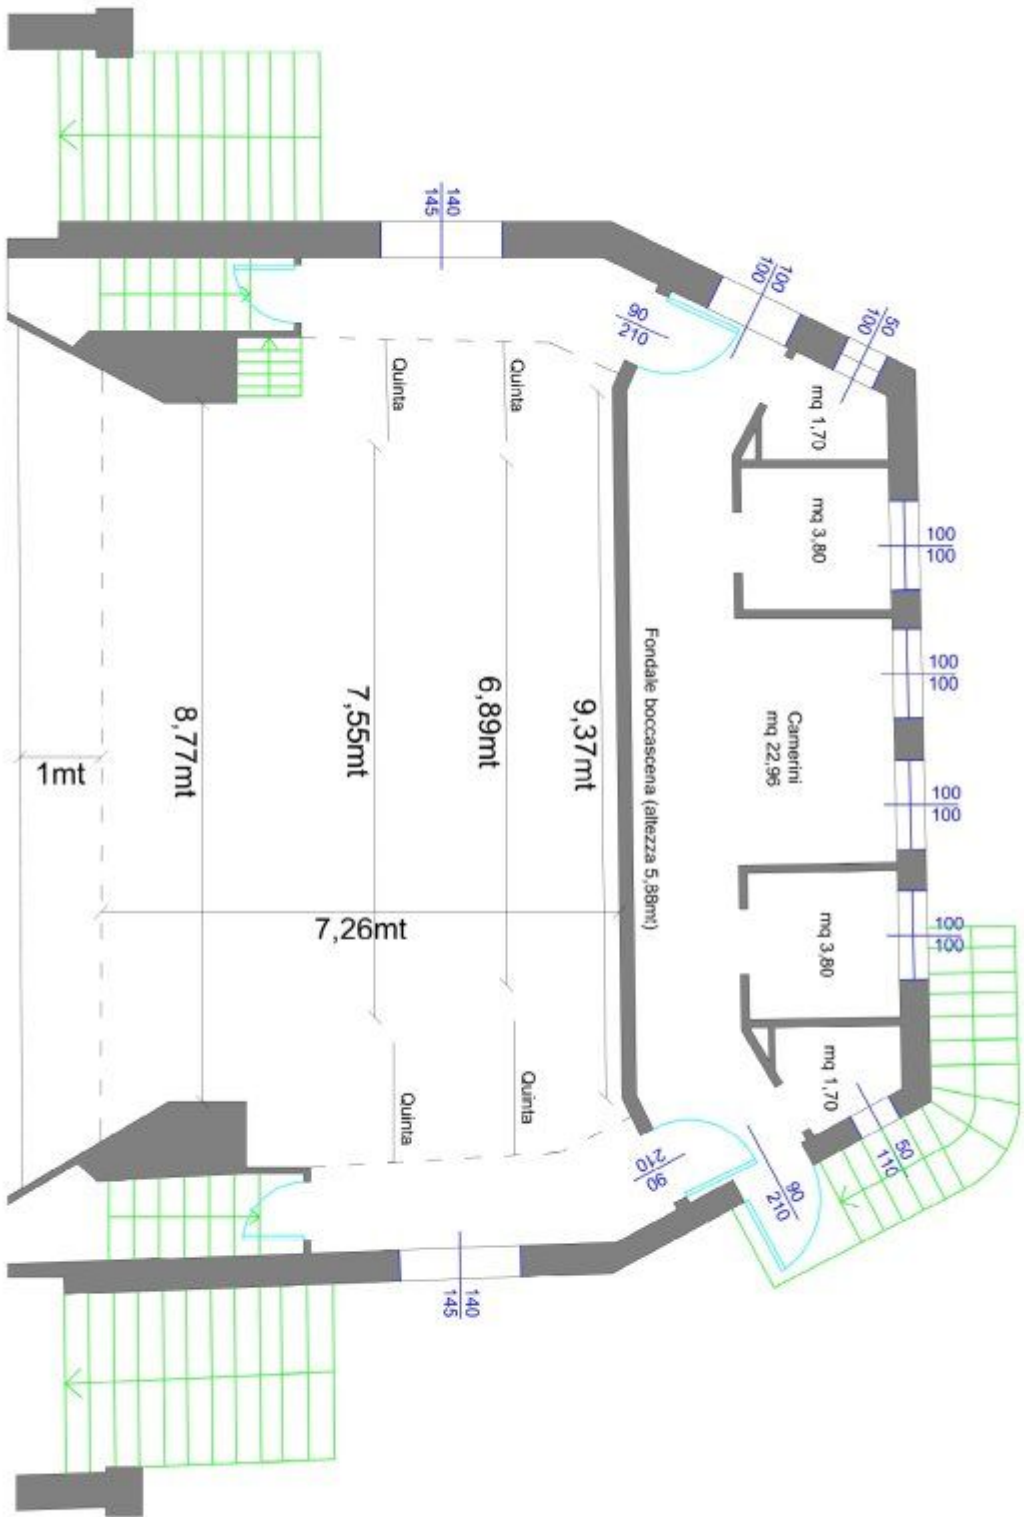 140
145
100
100
50
100
90
210
mq 1,70
Quinta
Quinta
mq 3,80
100
100
100
100
Fondale boccascena (altezza 5,88mt)
Camerini
mq 22,96
1mt
8,77mt
7,55mt
6,89mt
9,37mt
100
100
7,26mt
mq 3,80
100
100
mq 1,70
Quinta
Quinta
50
110
90
210
90
210
140
145